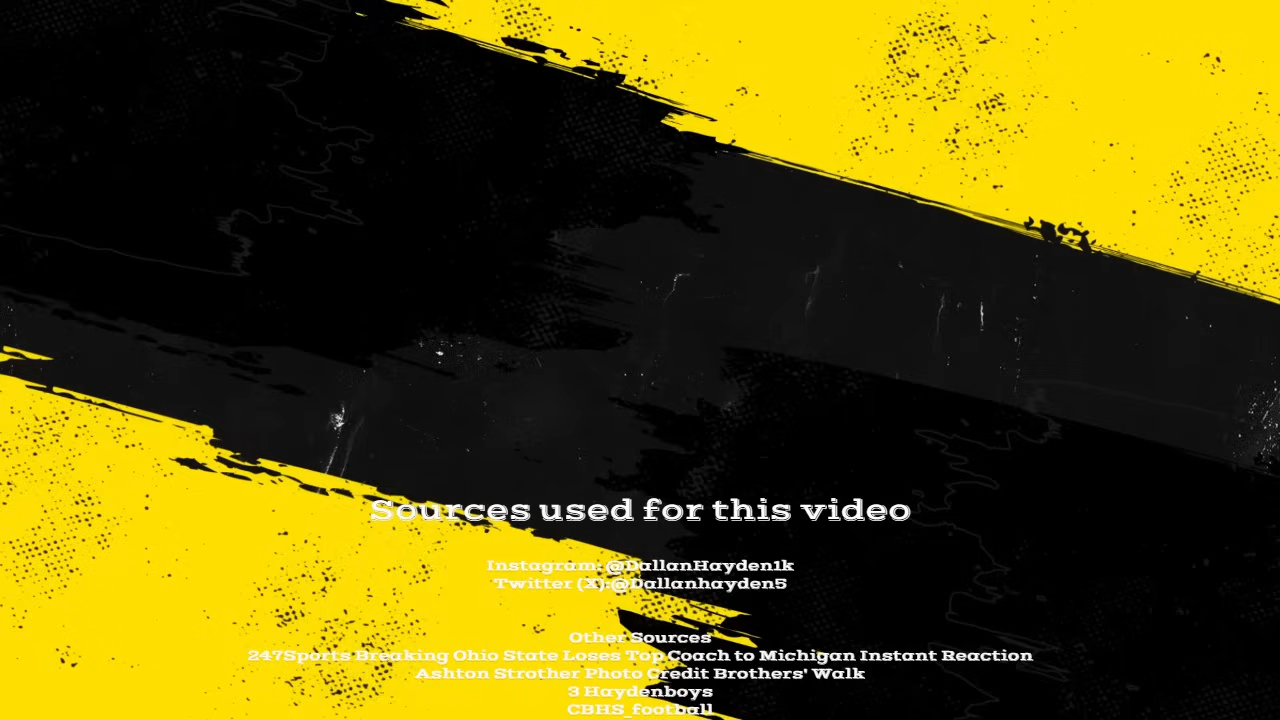 Sources used for this video
Instagram: @DallanHayden1k
Twitter (X):@Dallanhayden5
Other Sources
247Sports Breaking Ohio State Loses Top Coach to Michigan Instant Reaction
Ashton Strother Photo Credit Brothers' Walk
3 Haydenboys
CBHS_football